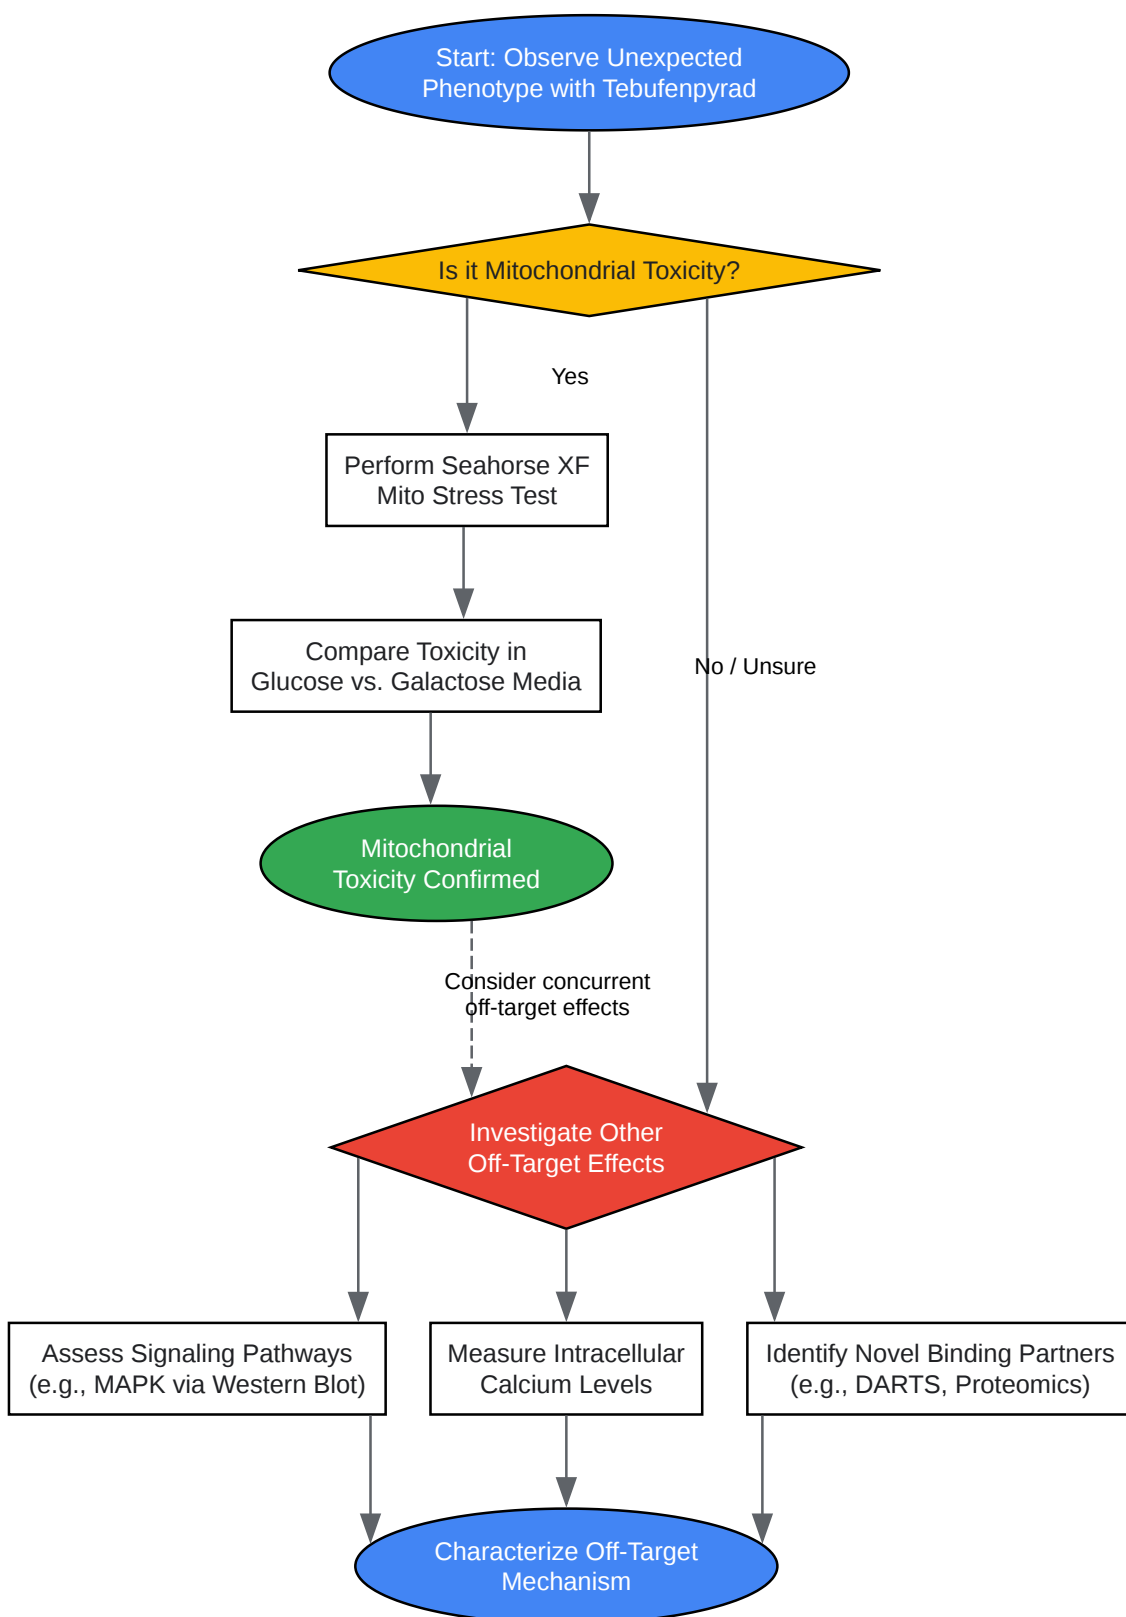 Start: Observe Unexpected
Phenotype with Tebufenpyrad
Is it Mitochondrial Toxicity?
Yes
Perform Seahorse XF
Mito Stress Test
Compare Toxicity in
Glucose vs. Galactose Media
No / Unsure
Mitochondrial
Toxicity Confirmed
Consider concurrent
off-target effects
Investigate Other
Off-Target Effects
Assess Signaling Pathways
(e.g., MAPK via Western Blot)
Measure Intracellular
Calcium Levels
Identify Novel Binding Partners
(e.g., DARTS, Proteomics)
Characterize Off-Target
Mechanism